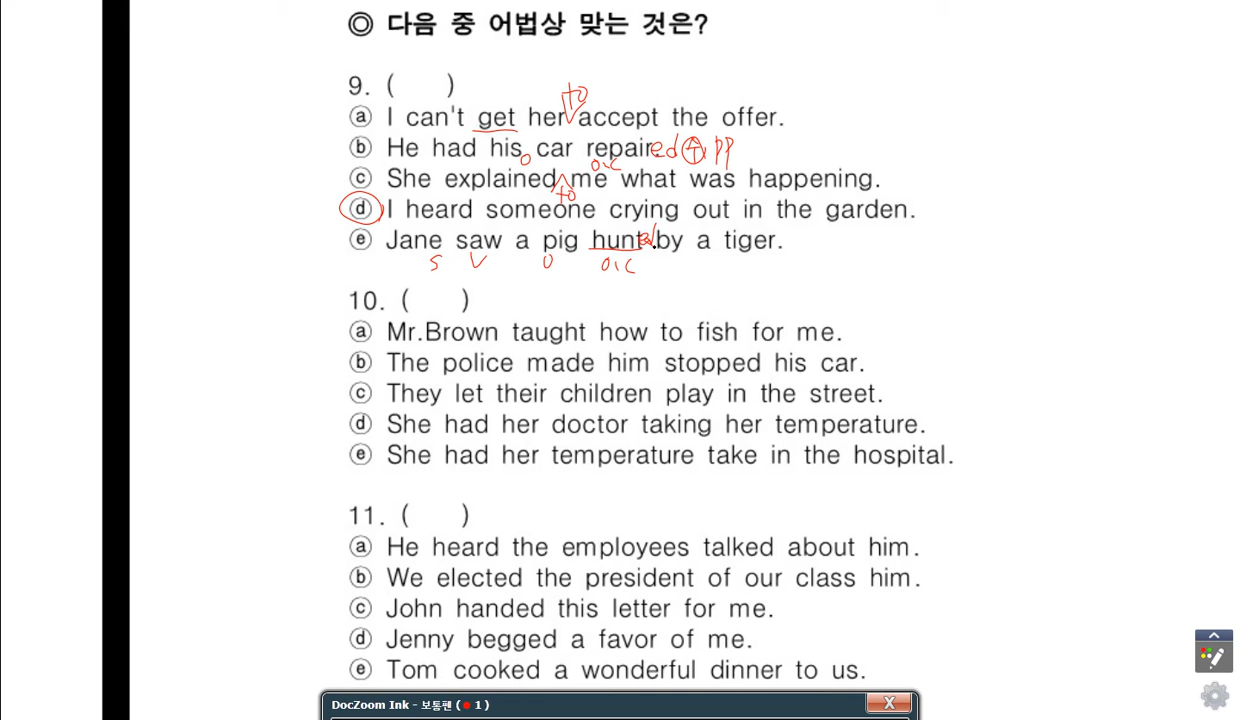 ◎ 다음 중 어법상 맞는 것은?
9. (    )
to
ⓐ I can't get her accept the offer.
ⓑ He had his car repair. ed pp
o o.c
ⓒ She explained me what was happening.
to
ⓓ I heard someone crying out in the garden.
ⓔ Jane saw a pig hunt ed by a tiger.
S V O O.C
10. (    )
ⓐ Mr.Brown taught how to fish for me.
ⓑ The police made him stopped his car.
ⓒ They let their children play in the street.
ⓓ She had her doctor taking her temperature.
ⓔ She had her temperature take in the hospital.
11. (    )
ⓐ He heard the employees talked about him.
ⓑ We elected the president of our class him.
ⓒ John handed this letter for me.
ⓓ Jenny begged a favor of me.
ⓔ Tom cooked a wonderful dinner to us.
DocZoom Ink - 보통펜 ( ● 1 ) X